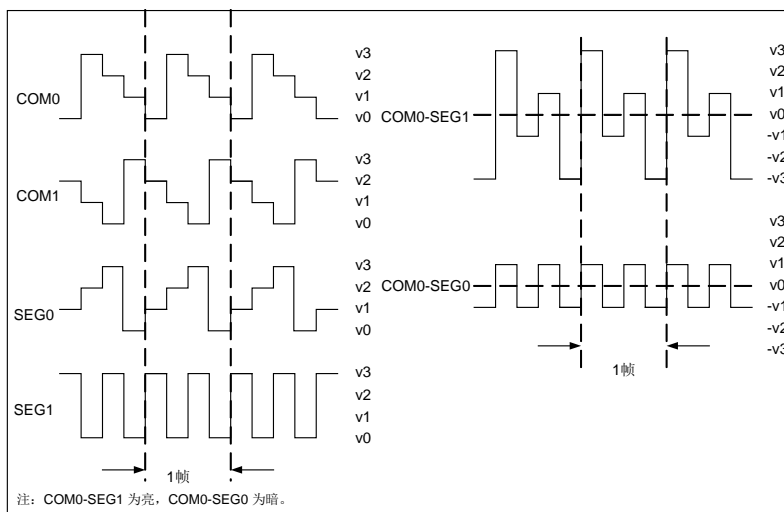 COM0
v3
v2
v1
v0
COM1
v3
v2
v1
v0
SEG0
v3
v2
v1
v0
SEG1
v3
v2
v1
v0
1帧
COM0-SEG1
v3
v2
v1
v0
-v1
-v2
-v3
COM0-SEG0
v3
v2
v1
v0
-v1
-v2
-v3
1帧
注：COM0-SEG1 为亮，COM0-SEG0 为暗。